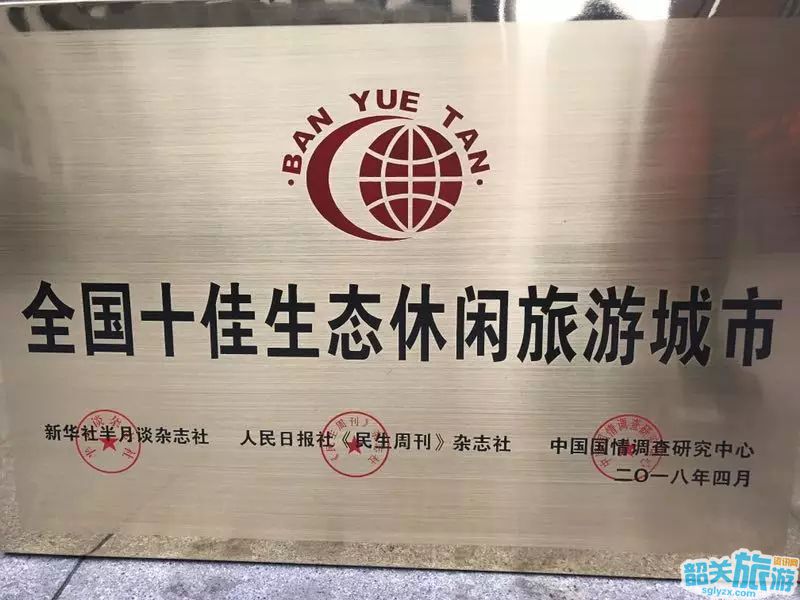 BAN YUE TAN
全国十佳生态休闲旅游城市
新华社半月谈杂志社 人民日报社《民生周刊》杂志社 中国国情调查研究中心
二〇一八年四月
韶关旅游资讯网
sglyzx.com